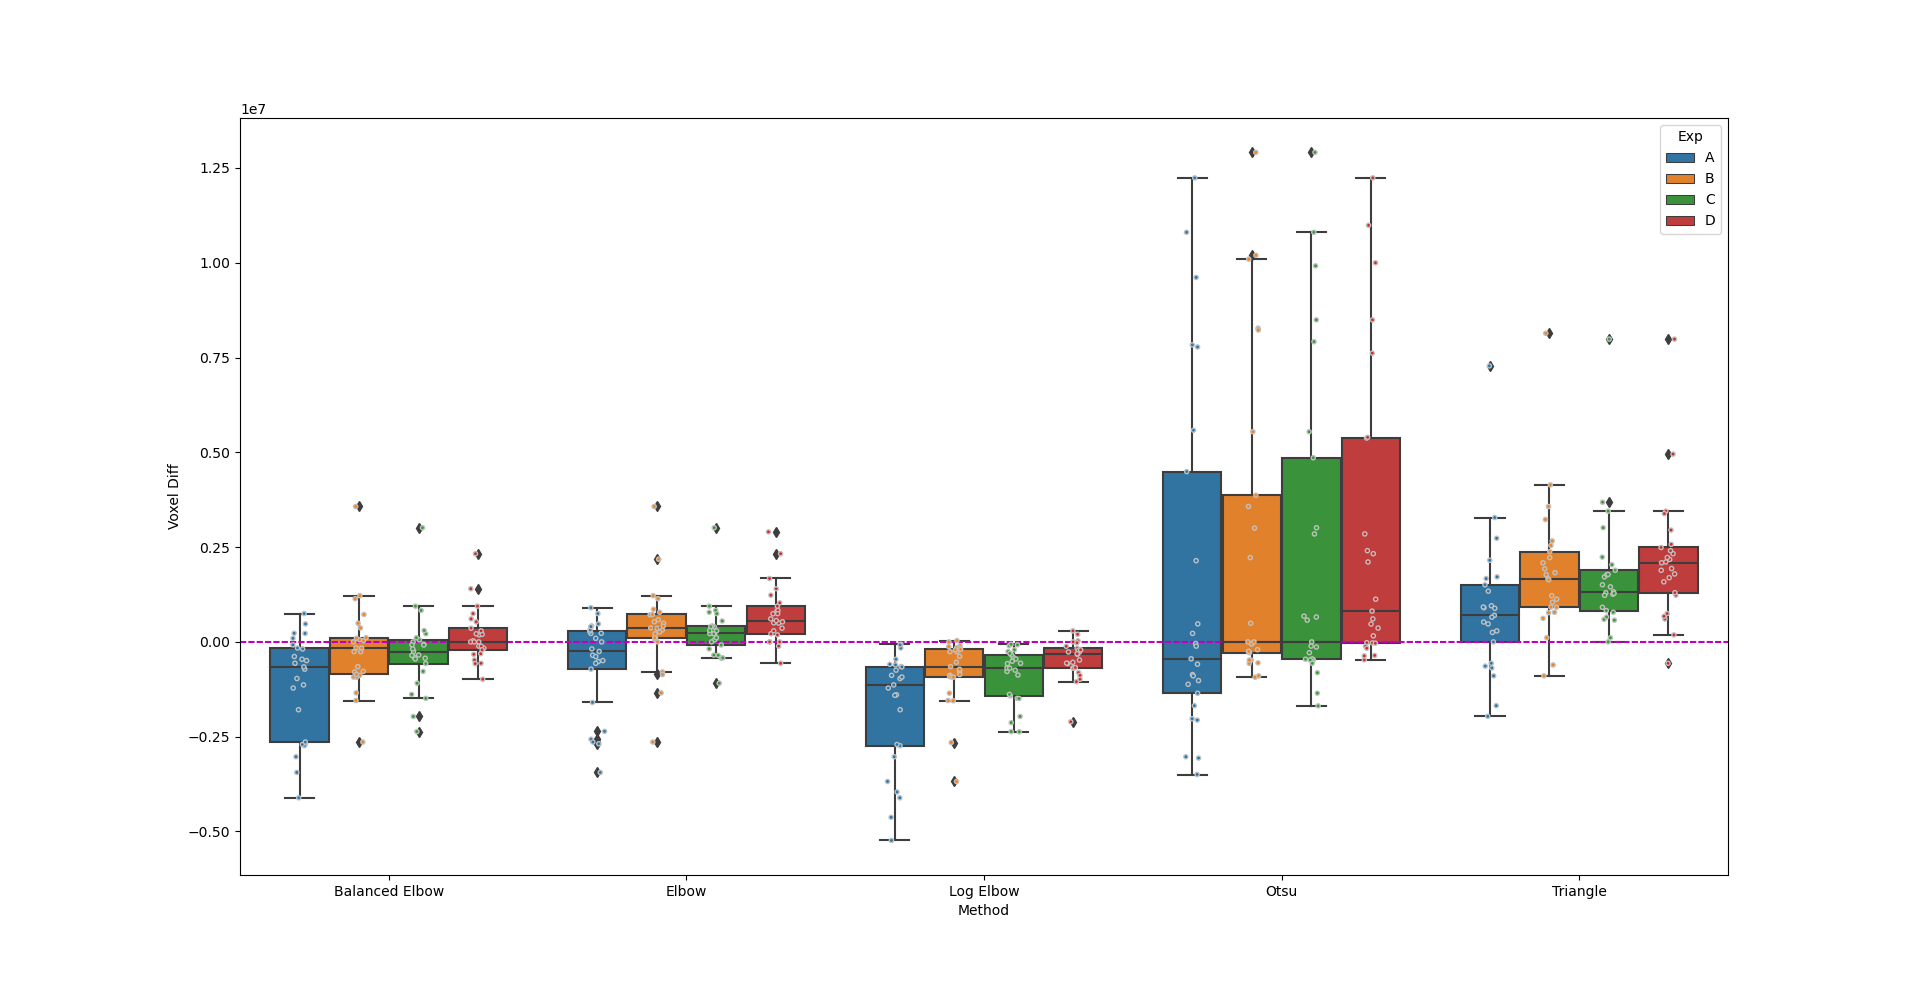 1e7
Exp
A
B
C
D
1.25
1.00
0.75
0.50
0.25
0.00
−0.25
−0.50
Voxel Diff
Balanced Elbow Elbow Log Elbow Otsu Triangle
Method